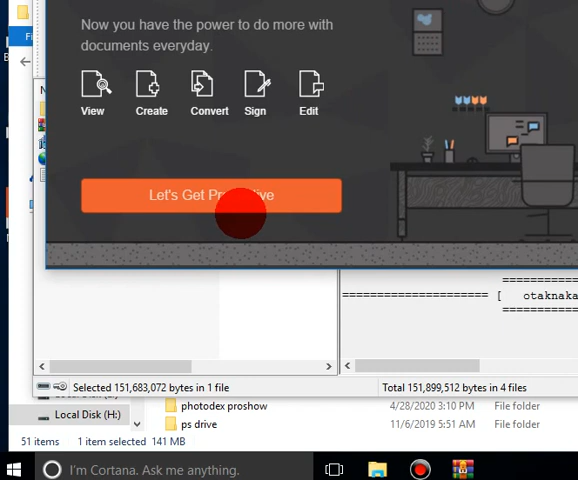 Now you have the power to do more with
documents everyday.
View Create Convert Sign Edit
Let's Get
==========
==================== [ otaknaka
==========
Selected 151,683,072 bytes in 1 file Total 151,899,512 bytes in 4 files
Local Disk (H:)
photodex proshow 4/28/2020 3:10 PM File folder
ps drive 11/6/2019 5:51 AM File folder
51 items 1 item selected 141 MB
I'm Cortana. Ask me anything.